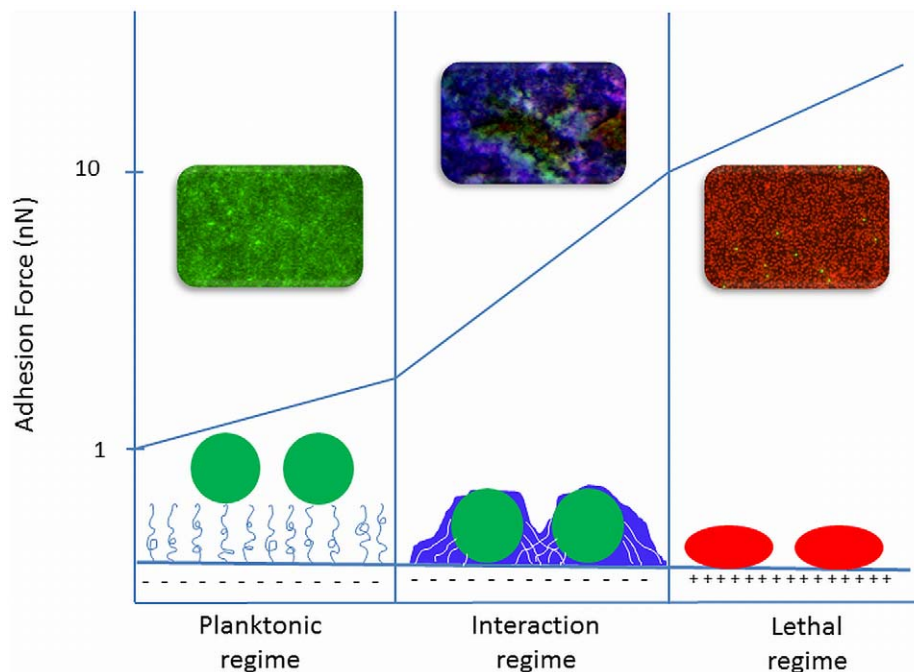 Adhesion Force (nN)
10
1
- - - - - - - - - - - - -
- - - - - - - - - - - - -
+ + + + + + + + + + + + + + +
Planktonic
regime
Interaction
regime
Lethal
regime